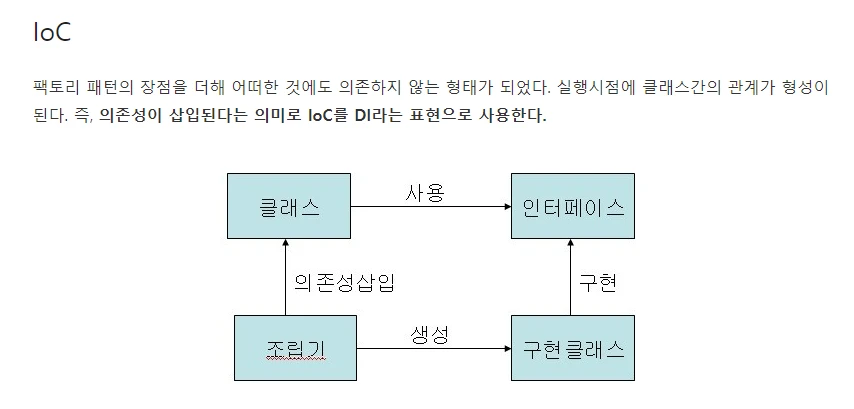 IoC
팩토리 패턴의 장점을 더해 어떠한 것에도 의존하지 않는 형태가 되었다. 실행시점에 클래스간의 관계가 형성이
된다. 즉, 의존성이 삽입된다는 의미로 IoC를 DI라는 표현으로 사용한다.
클래스
사용
인터페이스
의존성삽입
구현
조립기
생성
구현클래스